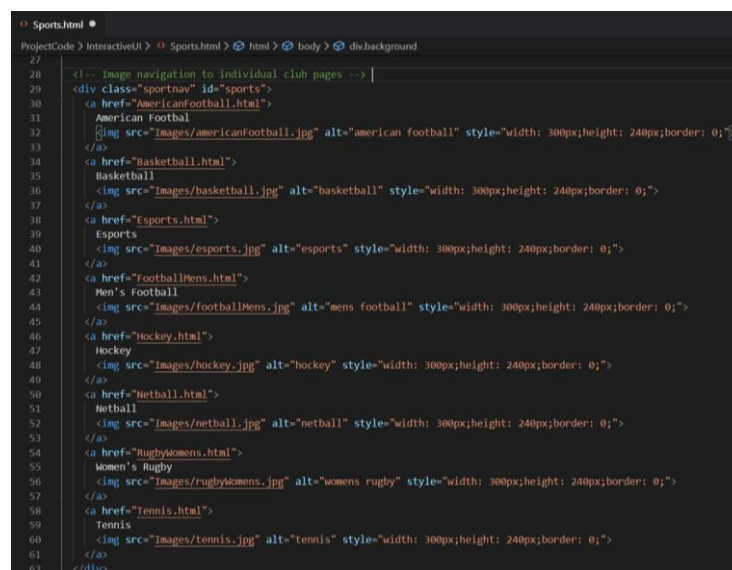 Sports.html
ProjectCode > InteractiveUI > Sports.html > html > body > div.background
27
28 <!-- Image navigation to individual club pages -->
29 <div class="sportnav" id="sports">
30 <a href="AmericanFootball.html">
31 American Footbal
32 <img src="Images/americanFootball.jpg" alt="american football" style="width: 300px;height: 240px;border: 0;"
33 </a>
34 <a href="Basketball.html">
35 Basketball
36 <img src="Images/basketball.jpg" alt="basketball" style="width: 300px;height: 240px;border: 0;">
37 </a>
38 <a href="Esports.html">
39 Esports
40 <img src="Images/esports.jpg" alt="esports" style="width: 300px;height: 240px;border: 0;">
41 </a>
42 <a href="FootballMens.html">
43 Men's Football
44 <img src="Images/footballMens.jpg" alt="mens football" style="width: 300px;height: 240px;border: 0;">
45 </a>
46 <a href="Hockey.html">
47 Hockey
48 <img src="Images/hockey.jpg" alt="hockey" style="width: 300px;height: 240px;border: 0;">
49 </a>
50 <a href="Netball.html">
51 Netball
52 <img src="Images/netball.jpg" alt="netball" style="width: 300px;height: 240px;border: 0;">
53 </a>
54 <a href="RugbyWomens.html">
55 Women's Rugby
56 <img src="Images/rugbyWomens.jpg" alt="womens rugby" style="width: 300px;height: 240px;border: 0;">
57 </a>
58 <a href="Tennis.html">
59 Tennis
60 <img src="Images/tennis.jpg" alt="tennis" style="width: 300px;height: 240px;border: 0;">
61 </a>
62 </div>